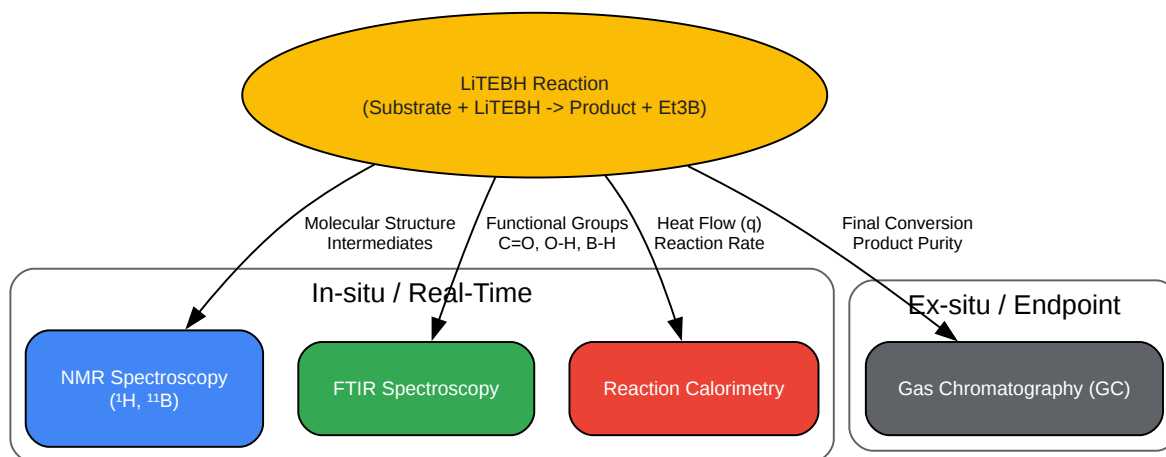 LiTEBH Reaction
(Substrate + LiTEBH -> Product + Et3B)
Molecular Structure
Intermediates
Functional Groups
C=O, O-H, B-H
Heat Flow (q)
Reaction Rate
Final Conversion
Product Purity
In-situ / Real-Time
Ex-situ / Endpoint
NMR Spectroscopy
(¹H, ¹¹B)
FTIR Spectroscopy
Reaction Calorimetry
Gas Chromatography (GC)